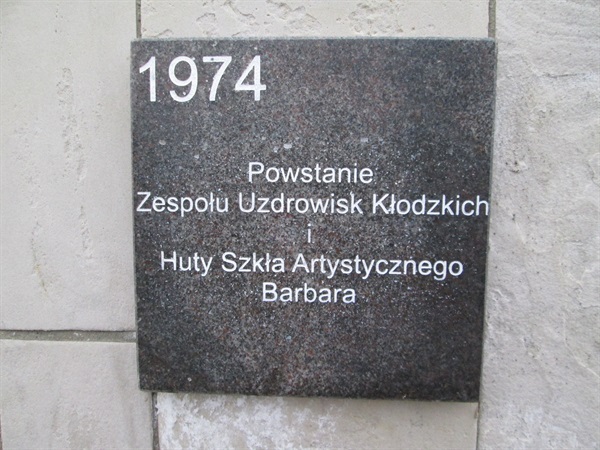 1974
Powstanie
Zespołu Uzdrowisk Kłodzkich
i
Huty Szkła Artystycznego
Barbara